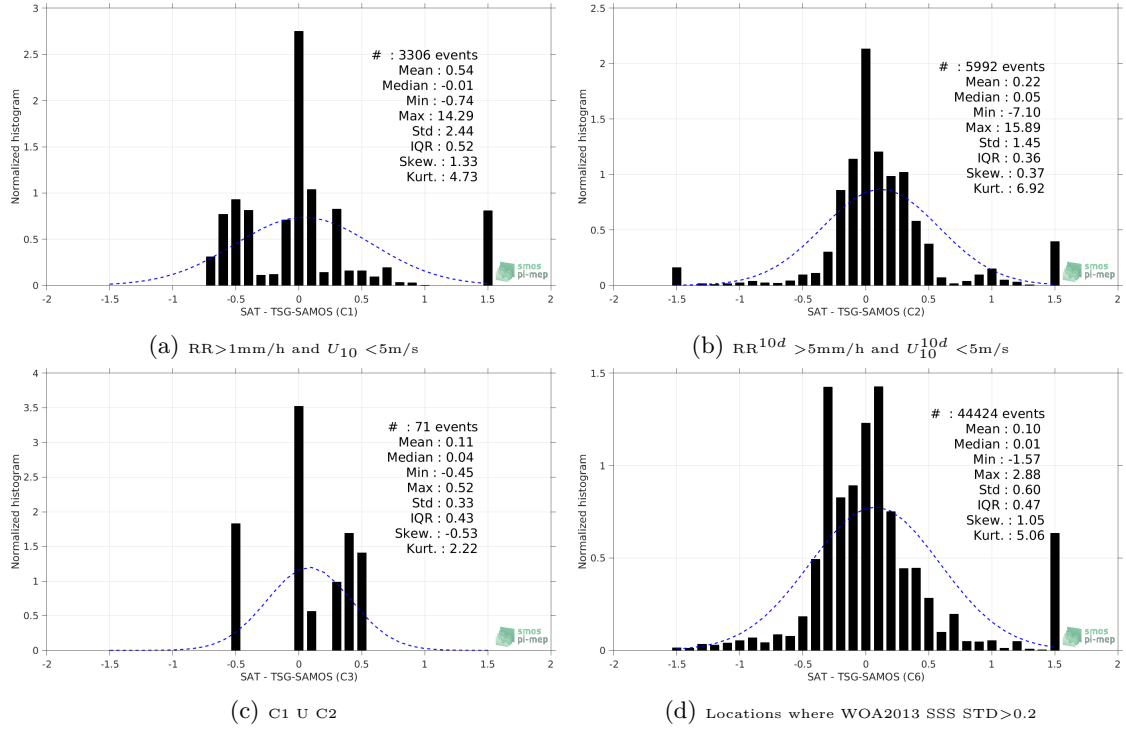 3
2.5
2
1.5
1
0.5
0
-2 -1.5 -1 -0.5 0 0.5 1 1.5 2
Normalized histogram
SAT - TSG-SAMOS (C1)
# : 3306 events
Mean : 0.54
Median : -0.01
Min : -0.74
Max : 14.29
Std : 2.44
IQR : 0.52
Skew. : 1.33
Kurt. : 4.73
smos
pi-mep
(a) RR>1mm/h and U10 <5m/s
2.5
2
1.5
1
0.5
0
-2 -1.5 -1 -0.5 0 0.5 1 1.5 2
Normalized histogram
SAT - TSG-SAMOS (C2)
# : 5992 events
Mean : 0.22
Median : 0.05
Min : -7.10
Max : 15.89
Std : 1.45
IQR : 0.36
Skew. : 0.37
Kurt. : 6.92
smos
pi-mep
(b) RR10d >5mm/h and U10 10d <5m/s
4
3.5
3
2.5
2
1.5
1
0.5
0
-2 -1.5 -1 -0.5 0 0.5 1 1.5 2
Normalized histogram
SAT - TSG-SAMOS (C3)
# : 71 events
Mean : 0.11
Median : 0.04
Min : -0.45
Max : 0.52
Std : 0.33
IQR : 0.43
Skew. : -0.53
Kurt. : 2.22
smos
pi-mep
(c) C1 U C2
1.5
1
0.5
0
-2 -1.5 -1 -0.5 0 0.5 1 1.5 2
Normalized histogram
SAT - TSG-SAMOS (C6)
# : 44424 events
Mean : 0.10
Median : 0.01
Min : -1.57
Max : 2.88
Std : 0.60
IQR : 0.47
Skew. : 1.05
Kurt. : 5.06
smos
pi-mep
(d) Locations where WOA2013 SSS STD>0.2